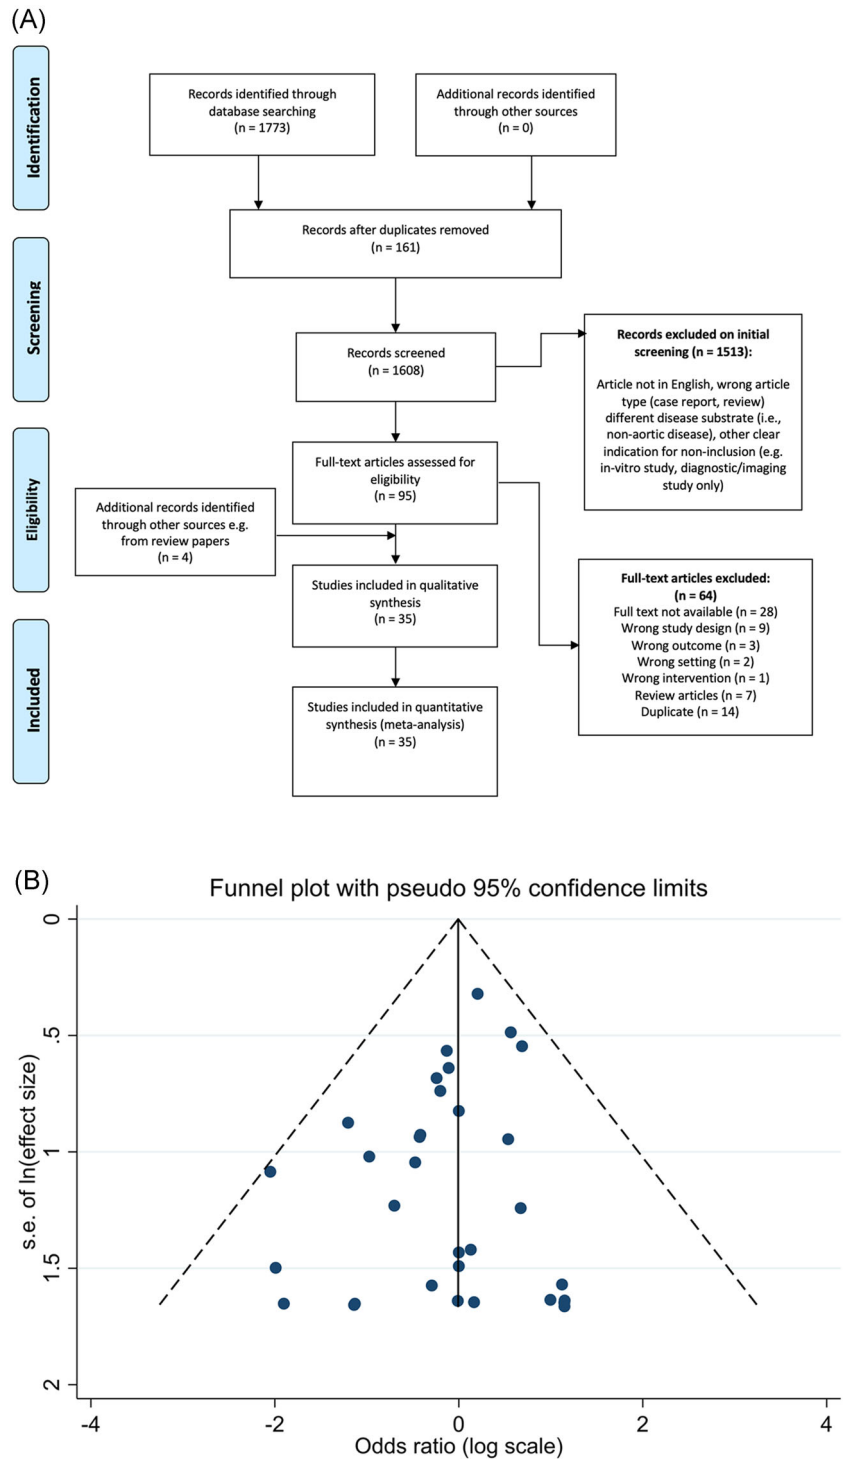 (A)
Identification
Records identified through
database searching
(n = 1773)
Additional records identified
through other sources
(n = 0)
Records after duplicates removed
(n = 161)
Screening
Records screened
(n = 1608)
Records excluded on initial
screening (n = 1513):
Article not in English, wrong article
type (case report, review)
different disease substrate (i.e.,
non-aortic disease), other clear
indication for non-inclusion (e.g.
in-vitro study, diagnostic/imaging
study only)
Eligibility
Full-text articles assessed for
eligibility
(n = 95)
Additional records identified
through other sources e.g.
from review papers
(n = 4)
Full-text articles excluded:
(n = 64)
Full text not available (n = 28)
Wrong study design (n = 9)
Wrong outcome (n = 3)
Wrong setting (n = 2)
Wrong intervention (n = 1)
Review articles (n = 7)
Duplicate (n = 14)
Studies included in qualitative
synthesis
(n = 35)
Included
Studies included in quantitative
synthesis (meta-analysis)
(n = 35)
(B)
Funnel plot with pseudo 95% confidence limits
s.e. of ln(effect size)
0
.5
1
1.5
2
-4 -2 0 2 4
Odds ratio (log scale)